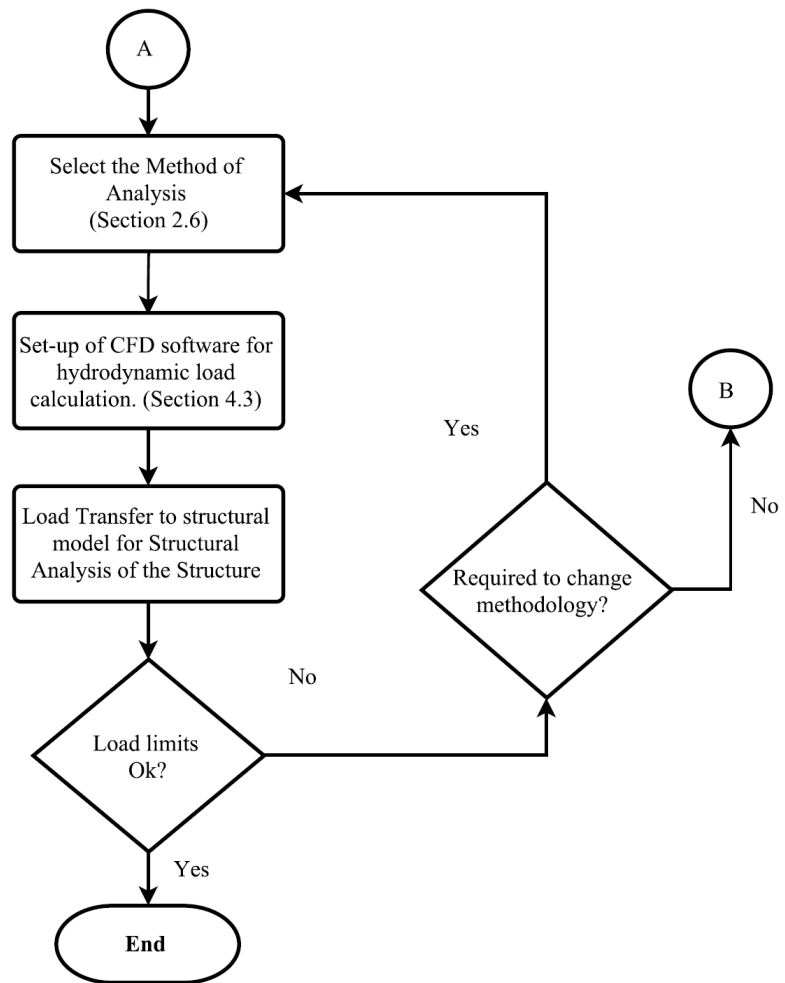 A
Select the Method of
Analysis
(Section 2.6)
Set-up of CFD software for
hydrodynamic load
calculation. (Section 4.3)
B
Yes
No
Load Transfer to structural
model for Structural
Analysis of the Structure
Required to change
methodology?
No
Load limits
Ok?
Yes
End